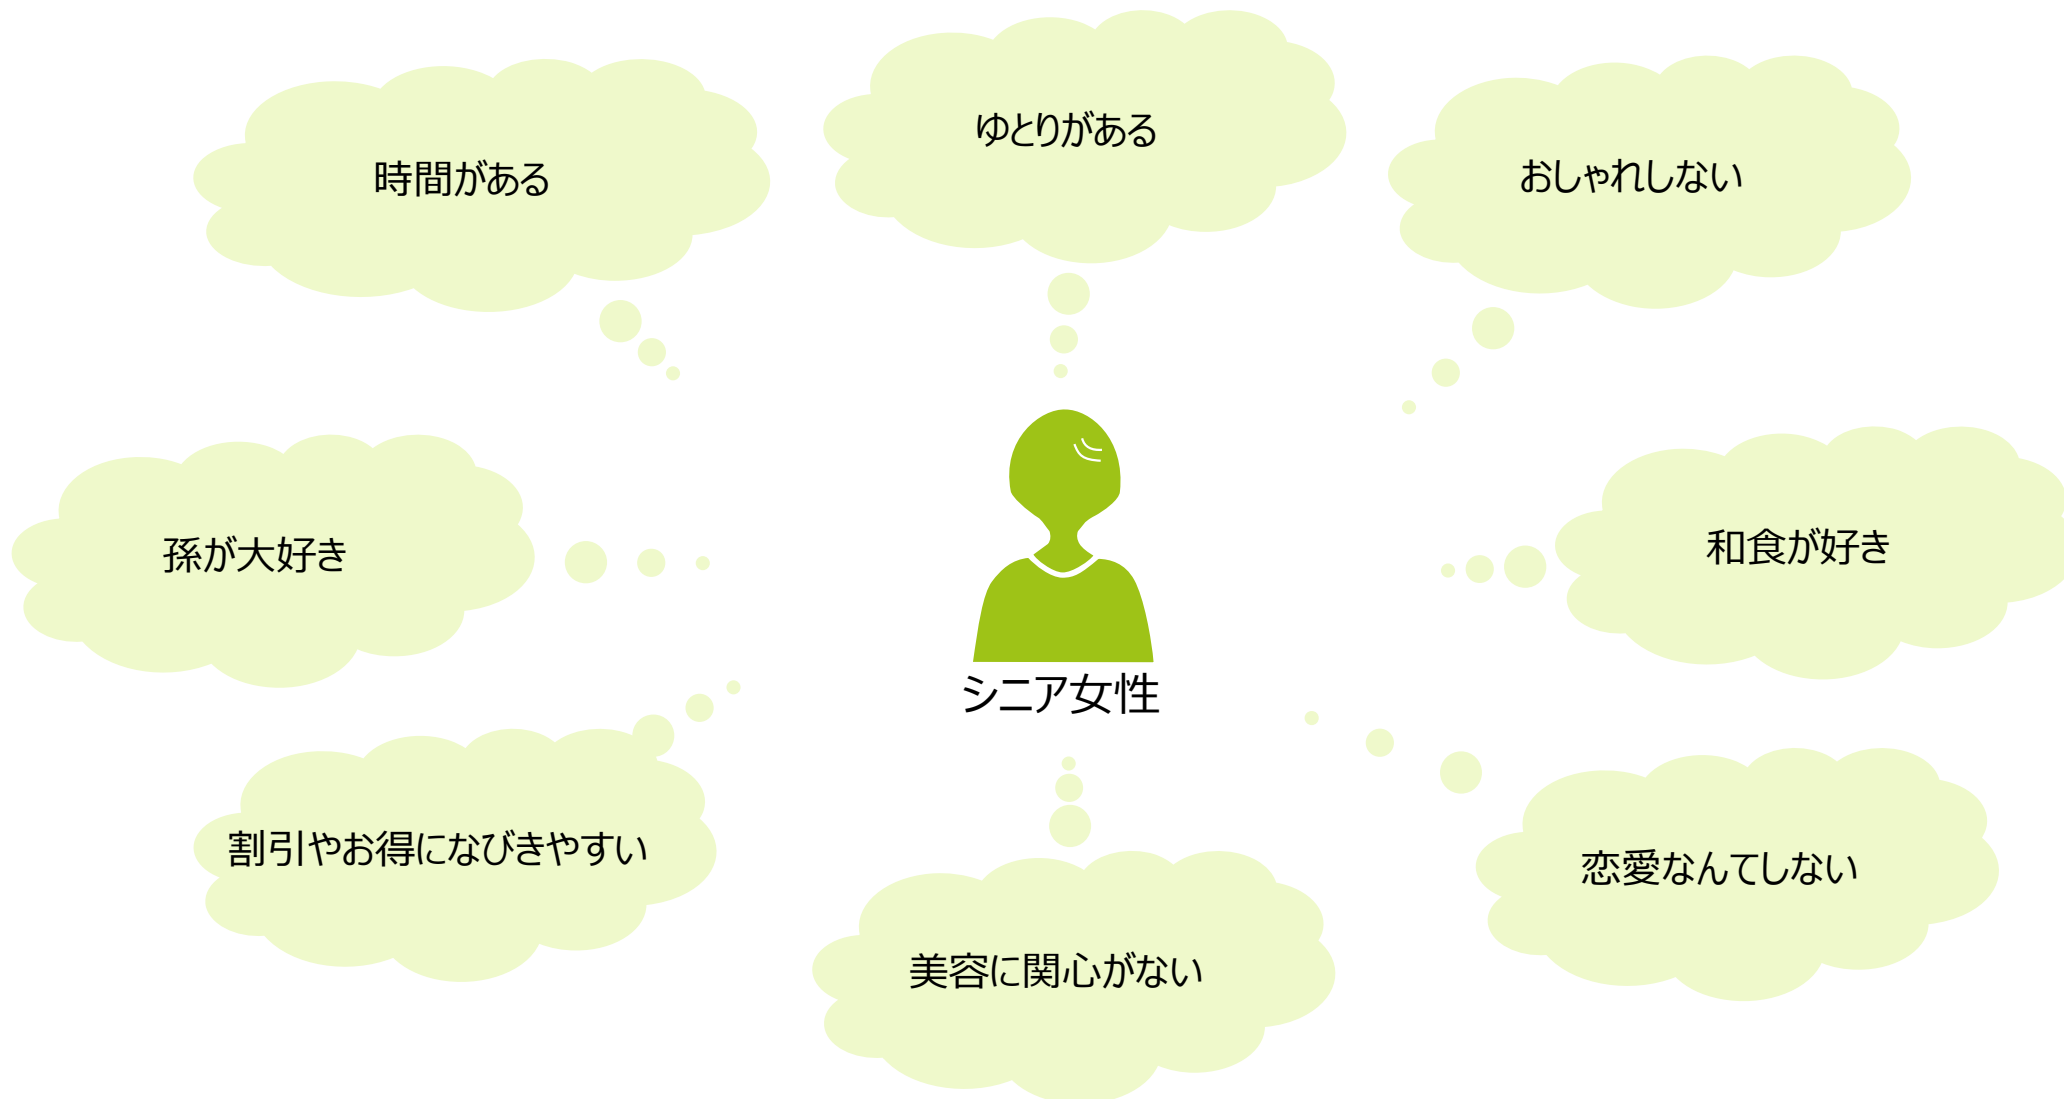 ゆとりがある
時間がある
おしゃれしない
孫が大好き
和食が好き
シニア女性
割引やお得になびきやすい
恋愛なんてしない
美容に関心がない